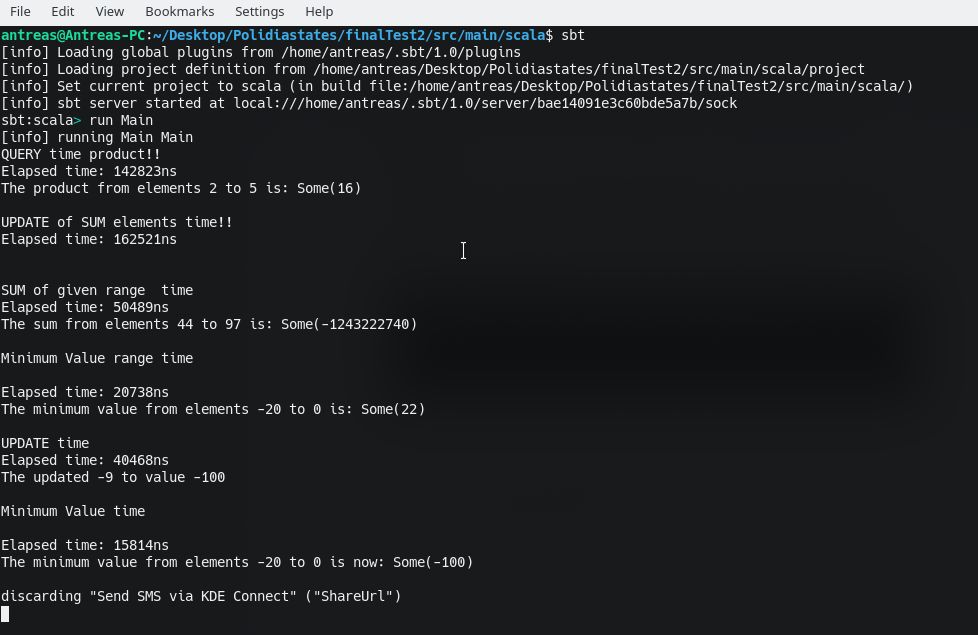 File Edit View Bookmarks Settings Help
antreas@Antreas-PC:~/Desktop/Polidiastates/finalTest2/src/main/scala$ sbt
[info] Loading global plugins from /home/antreas/.sbt/1.0/plugins
[info] Loading project definition from /home/antreas/Desktop/Polidiastates/finalTest2/src/main/scala/project
[info] Set current project to scala (in build file:/home/antreas/Desktop/Polidiastates/finalTest2/src/main/scala/)
[info] sbt server started at local:///home/antreas/.sbt/1.0/server/bae14091e3c60bde5a7b/sock
sbt:scala> run Main
[info] running Main Main
QUERY time product!!
Elapsed time: 142823ns
The product from elements 2 to 5 is: Some(16)
UPDATE of SUM elements time!!
Elapsed time: 162521ns
SUM of given range  time
Elapsed time: 50489ns
The sum from elements 44 to 97 is: Some(-1243222740)
Minimum Value range time
Elapsed time: 20738ns
The minimum value from elements -20 to 0 is: Some(22)
UPDATE time
Elapsed time: 40468ns
The updated -9 to value -100
Minimum Value time
Elapsed time: 15814ns
The minimum value from elements -20 to 0 is now: Some(-100)
discarding "Send SMS via KDE Connect" ("ShareUrl")